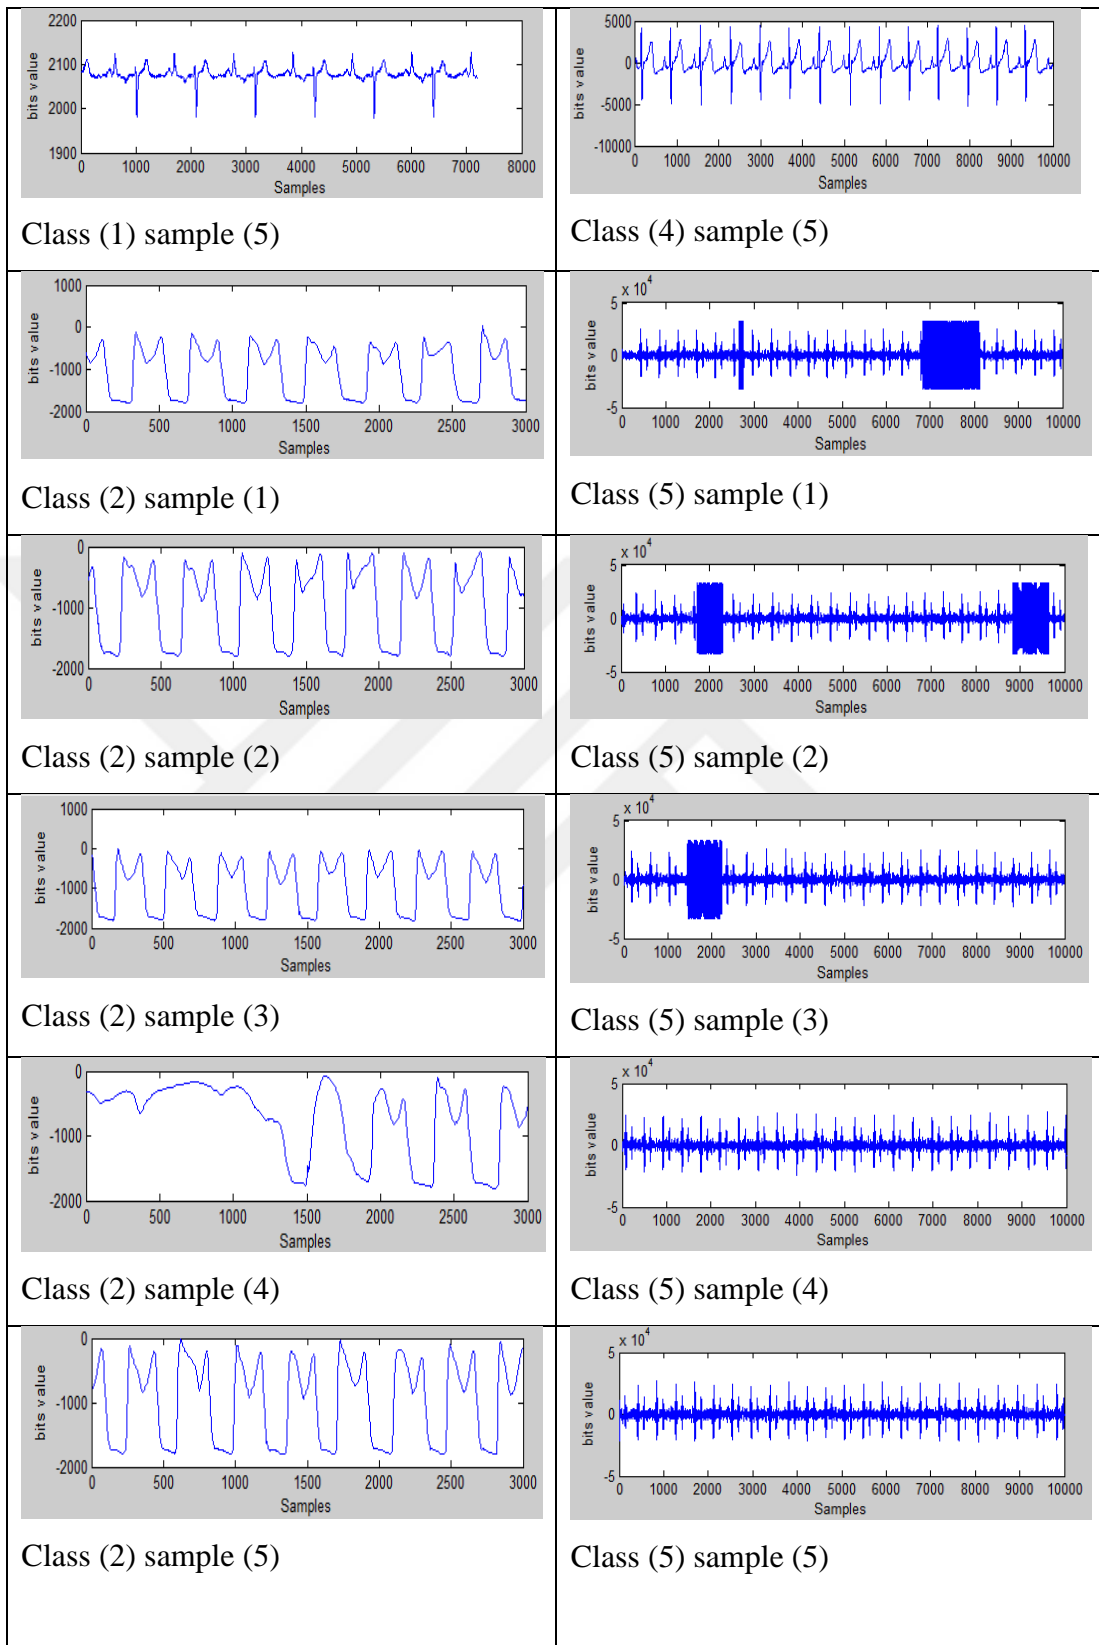 2200
2100
2000
1900
bits value
0 1000 2000 3000 4000 5000 6000 7000 8000
Samples
Class (1) sample (5)
5000
0
-5000
-10000
bits value
0 1000 2000 3000 4000 5000 6000 7000 8000 9000 10000
Samples
Class (4) sample (5)
1000
0
-1000
-2000
bits value
0 500 1000 1500 2000 2500 3000
Samples
Class (2) sample (1)
x 10^4
5
0
-5
bits value
0 1000 2000 3000 4000 5000 6000 7000 8000 9000 10000
Samples
Class (5) sample (1)
0
-1000
-2000
bits value
0 500 1000 1500 2000 2500 3000
Samples
Class (2) sample (2)
x 10^4
5
0
-5
bits value
0 1000 2000 3000 4000 5000 6000 7000 8000 9000 10000
Samples
Class (5) sample (2)
1000
0
-1000
-2000
bits value
0 500 1000 1500 2000 2500 3000
Samples
Class (2) sample (3)
x 10^4
5
0
-5
bits value
0 1000 2000 3000 4000 5000 6000 7000 8000 9000 10000
Samples
Class (5) sample (3)
0
-1000
-2000
bits value
0 500 1000 1500 2000 2500 3000
Samples
Class (2) sample (4)
x 10^4
5
0
-5
bits value
0 1000 2000 3000 4000 5000 6000 7000 8000 9000 10000
Samples
Class (5) sample (4)
0
-1000
-2000
bits value
0 500 1000 1500 2000 2500 3000
Samples
Class (2) sample (5)
x 10^4
5
0
-5
bits value
0 1000 2000 3000 4000 5000 6000 7000 8000 9000 10000
Samples
Class (5) sample (5)